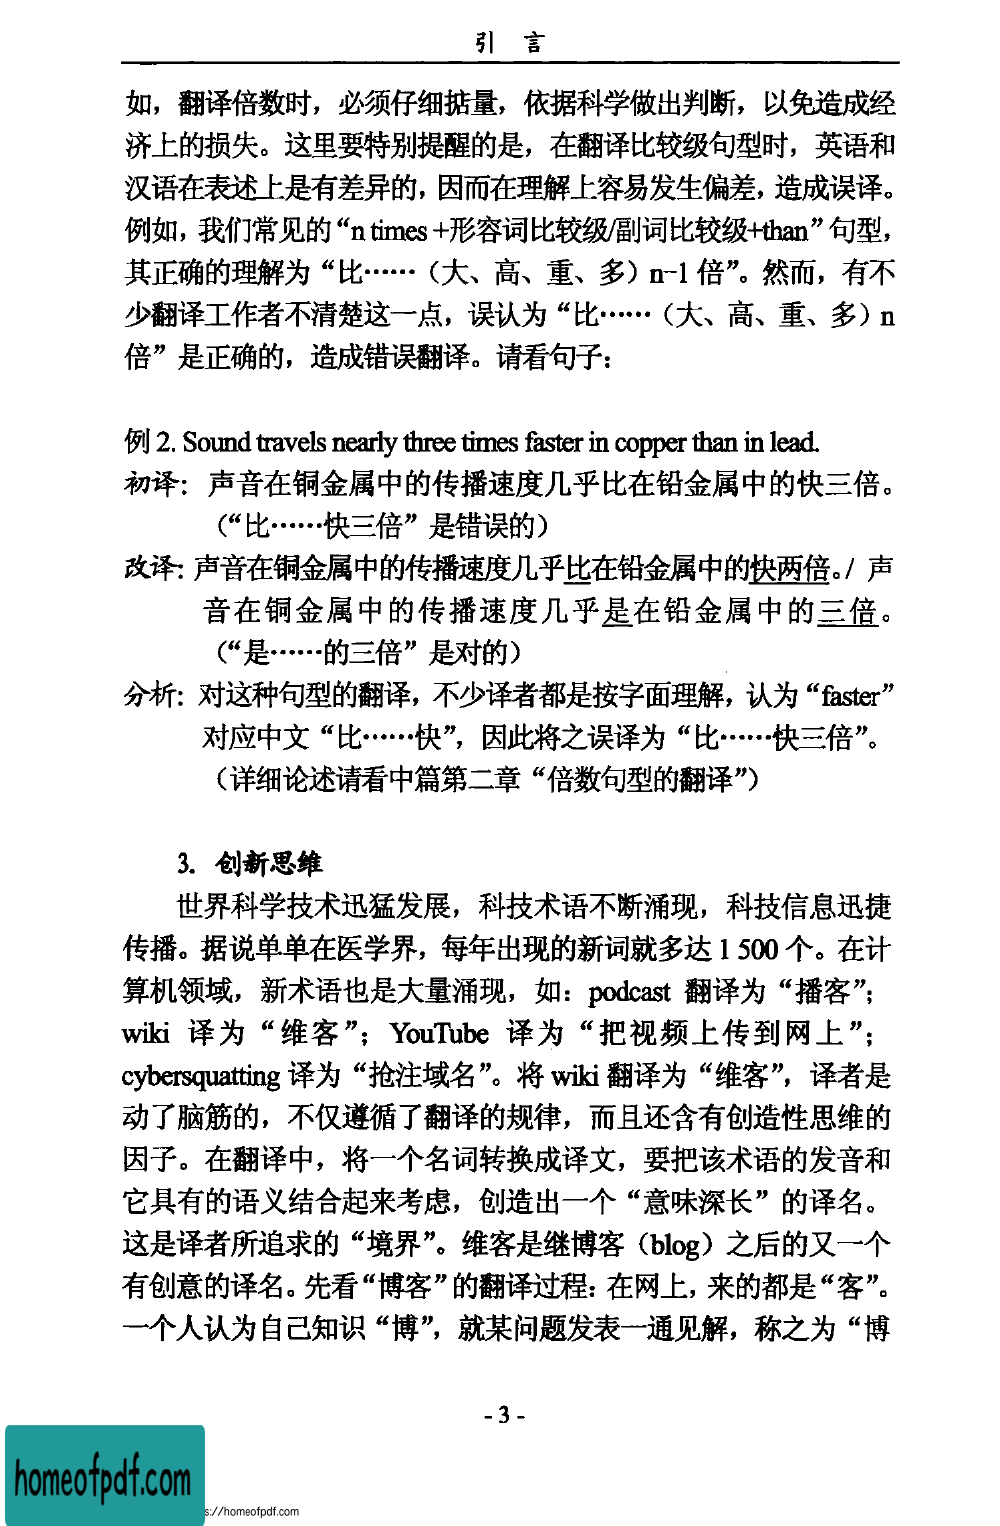 引 言
如，翻译倍数时，必须仔细掂量，依据科学做出判断，以免造成经
济上的损失。这里要特别提醒的是，在翻译比较级句型时，英语和
汉语在表述上是有差异的，因而在理解上容易发生偏差，造成误译。
例如，我们常见的“n times +形容词比较级/副词比较级+than”句型，
其正确的理解为“比……（大、高、重、多）n−1 倍”。然而，有不
少翻译工作者不清楚这一点，误认为“比……（大、高、重、多）n
倍”是正确的，造成错误翻译。请看句子：
例 2. Sound travels nearly three times faster in copper than in lead.
初译：声音在铜金属中的传播速度几乎比在铅金属中的快三倍。
（“比……快三倍”是错误的）
改译：声音在铜金属中的传播速度几乎比在铅金属中的快两倍。/ 声
音在铜金属中的传播速度几乎是在铅金属中的三倍。
（“是……的三倍”是对的）
分析：对这种句型的翻译，不少译者都是按字面理解，认为“faster”
对应中文“比……快”，因此将之误译为“比……快三倍”。
（详细论述请看中篇第二章“倍数句型的翻译”）
3. 创新思维
世界科学技术迅猛发展，科技术语不断涌现，科技信息迅捷
传播。据说单单在医学界，每年出现的新词就多达 1 500 个。在计
算机领域，新术语也是大量涌现，如：podcast 翻译为“播客”；
wiki 译为“维客”；YouTube 译为“把视频上传到网上”；
cybersquatting 译为“抢注域名”。将 wiki 翻译为“维客”，译者是
动了脑筋的，不仅遵循了翻译的规律，而且还含有创造性思维的
因子。在翻译中，将一个名词转换成译文，要把该术语的发音和
它具有的语义结合起来考虑，创造出一个“意味深长”的译名。
这是译者所追求的“境界”。维客是继博客（blog）之后的又一个
有创意的译名。先看“博客”的翻译过程：在网上，来的都是“客”。
一个人认为自己知识“博”，就某问题发表一通见解，称之为“博
- 3 -
homeofpdf.com
s://homeofpdf.com